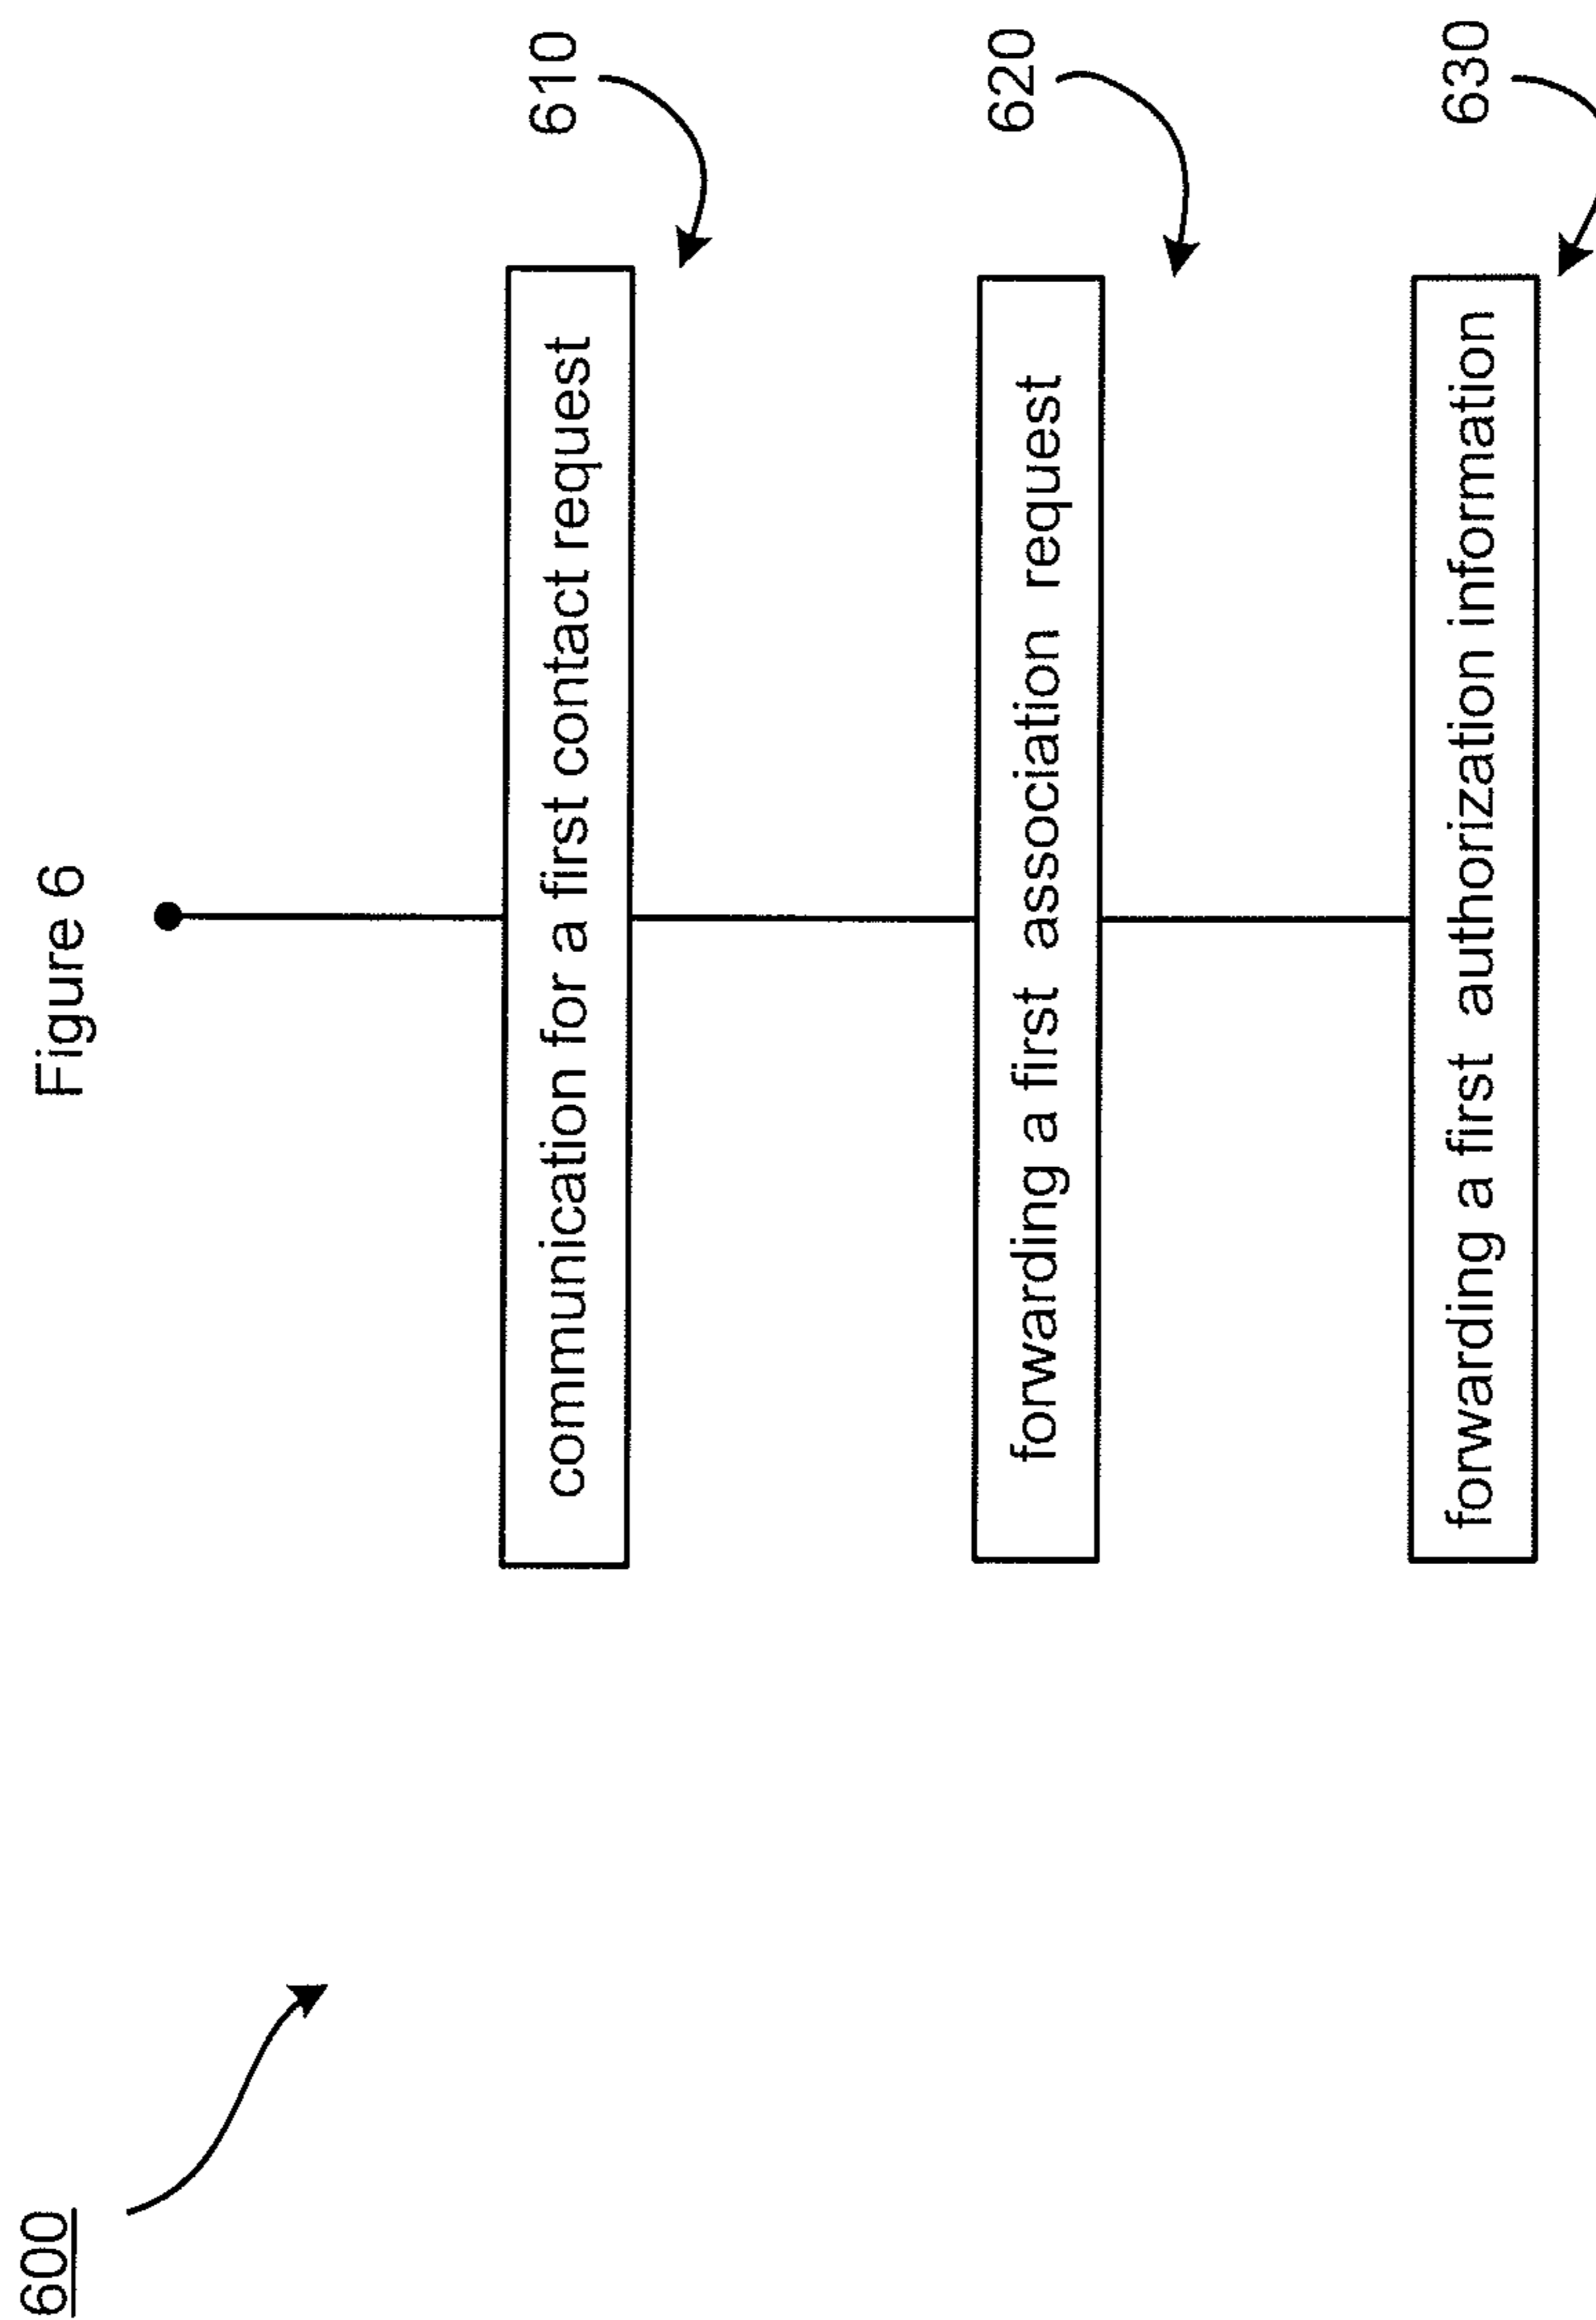 Figure 6
600
communication for a first contact request
610
forwarding a first association request
620
forwarding a first authorization information
630